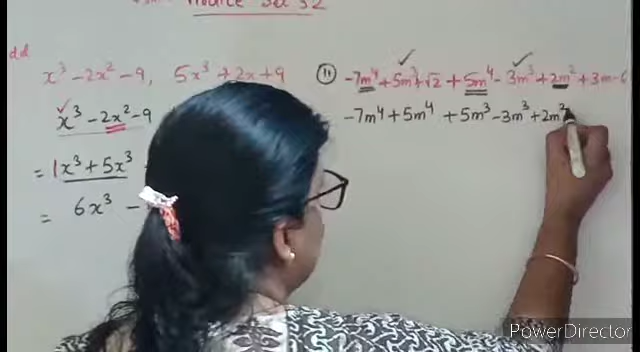 Practice Set 32
dd
x³ - 2x² - 9, 5x³ + 2x + 9
x³ - 2x² - 9
= 1x³ + 5x³
= 6x³ -
(ii) -7m⁴ + 5m³ + √2 + 5m⁴ - 3m³ + 2m² + 3m - 6
-7m⁴ + 5m⁴ + 5m³ - 3m³ + 2m²
PowerDirector